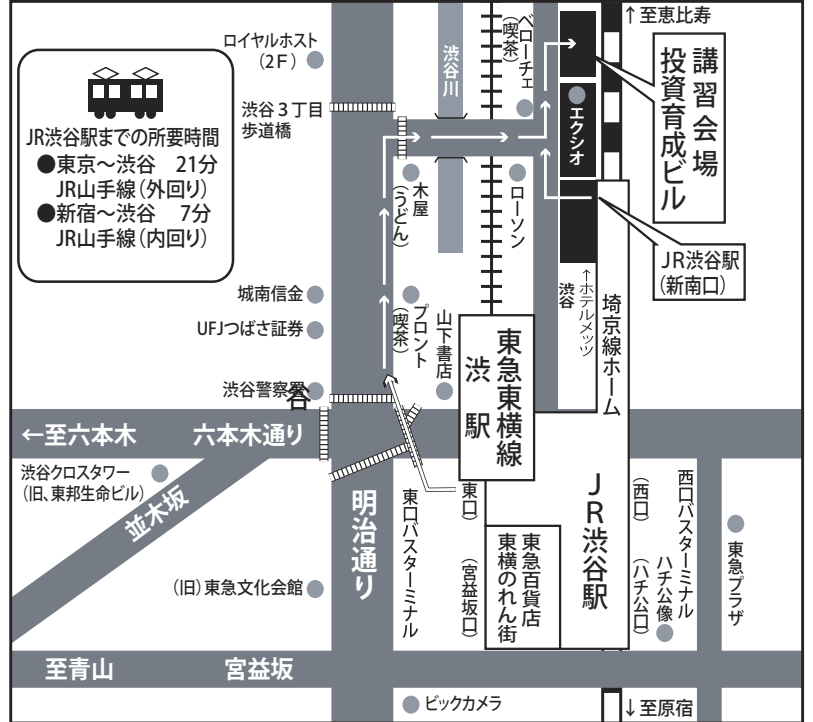 ↑至恵比寿
ロイヤルホスト
(2F)
渋谷3丁目
歩道橋
渋谷川
ベローチェ
(喫茶)
エクシオ
講習会場
投資育成ビル
JR渋谷駅までの所要時間
●東京〜渋谷 21分
JR山手線(外回り)
●新宿〜渋谷 7分
JR山手線(内回り)
木屋
(うどん)
ローソン
JR渋谷駅
(新南口)
↑ホテルメッツ
渋谷
埼京線ホーム
城南信金
UFJつばさ証券
プロント
(喫茶)
山下書店
東急東横線
渋 駅
渋谷警察署
谷
←至六本木 六本木通り
渋谷クロスタワー
(旧、東邦生命ビル)
並木坂
明治通り
東口バスターミナル
(東口)
(宮益坂口)
東急百貨店
東横のれん街
JR渋谷駅
(西口)
(ハチ公口)
西口バスターミナル
ハチ公像
東急プラザ
(旧)東急文化会館
至青山 宮益坂
ビックカメラ
↓至原宿